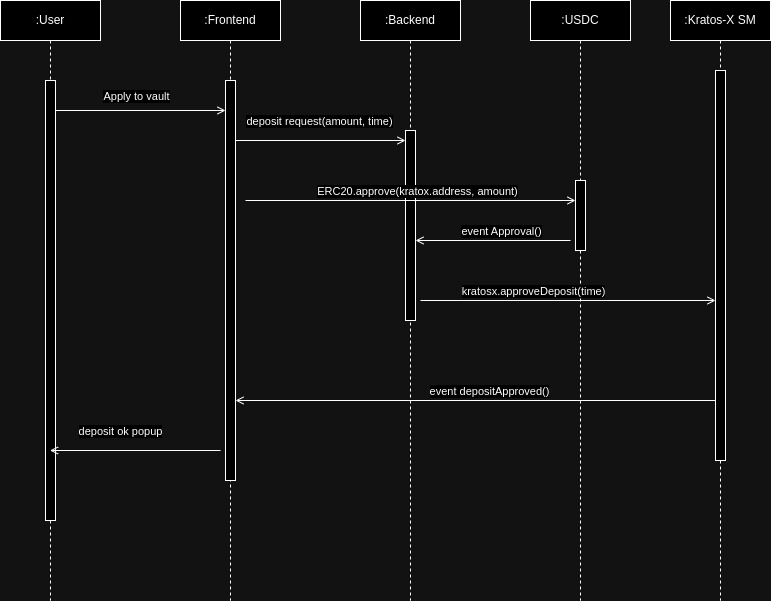 :User
:Frontend
:Backend
:USDC
:Kratos-X SM
Apply to vault
deposit request(amount, time)
ERC20.approve(kratox.address, amount)
event Approval()
kratosx.approveDeposit(time)
event depositApproved()
deposit ok popup